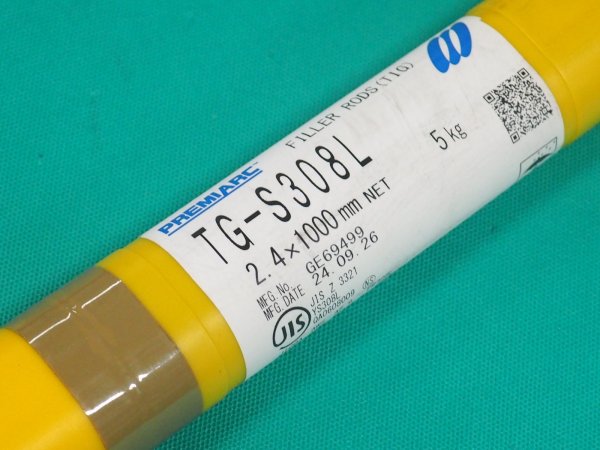 PREMIARC
FILLER RODS(TIG)
TG-S308L
2.4×1000mm NET 5kg
MFG.No. GE69499
MFG.DATE 24.09.26
JIS
JIS Z 3321
YS308L